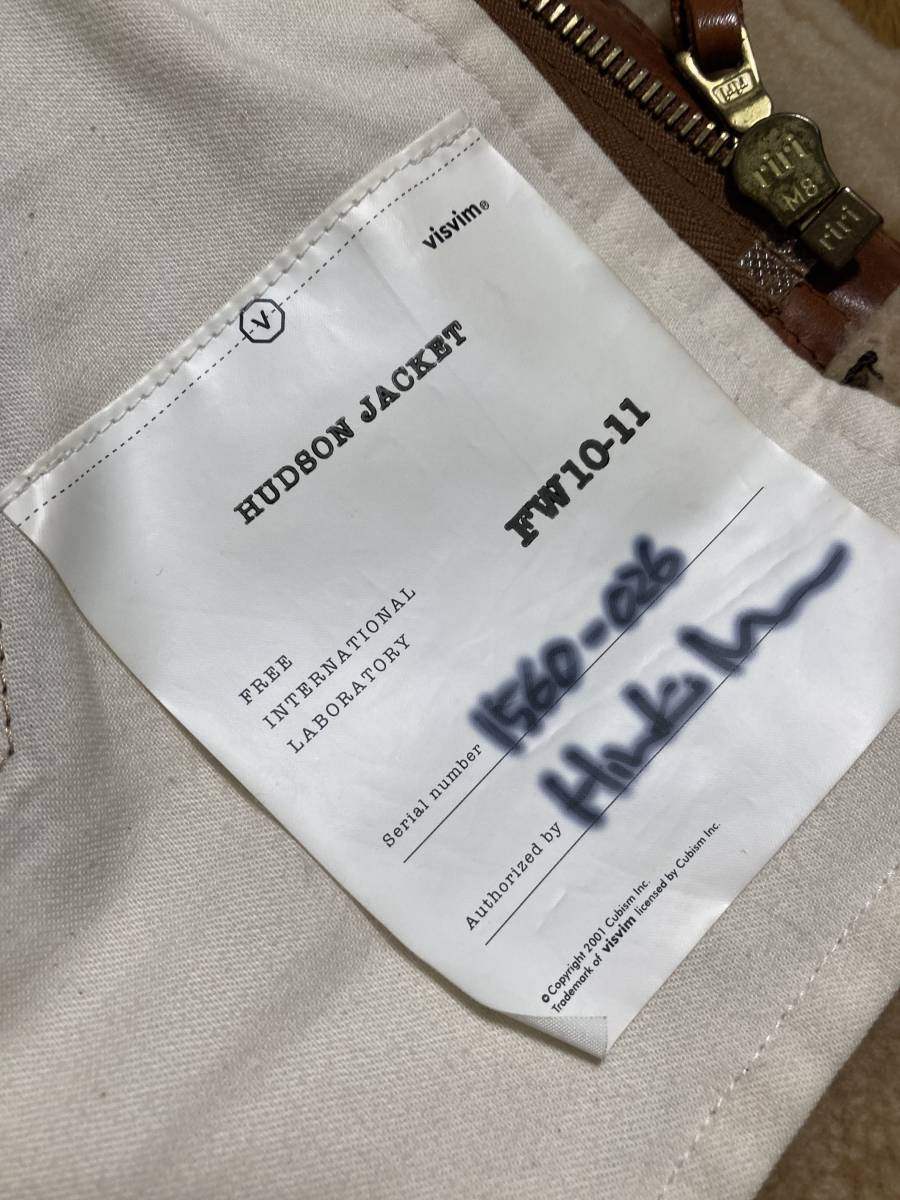 visvim®
V
HUDSON JACKET
FW10-11
FREE
INTERNATIONAL
LABORATORY
Serial number 1560-026
Authorized by
©Copyright 2001 Cubism Inc.
Trademark of visvim licensed by Cubism Inc.
riri
riri
M8
riri